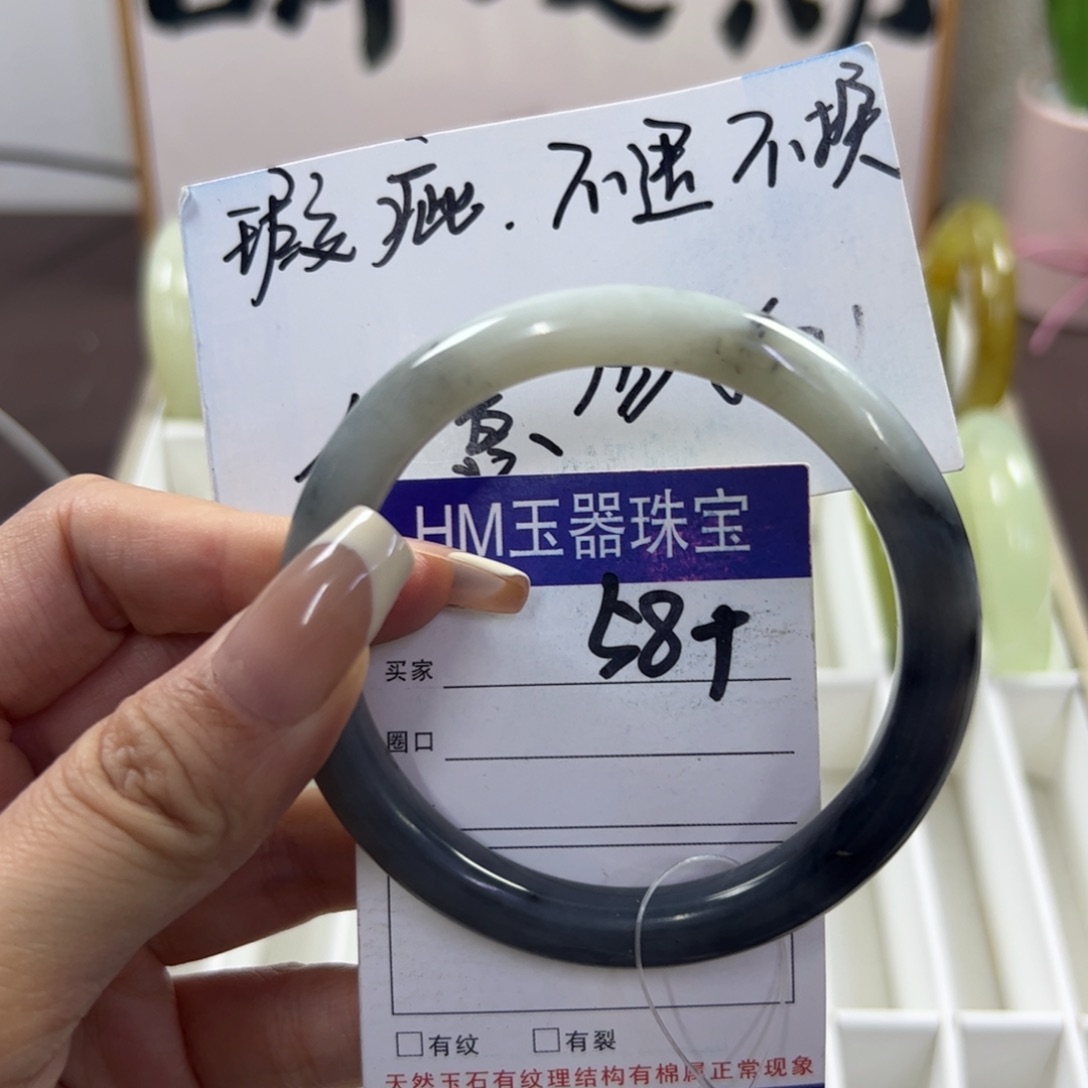 瑕疵.不退不换
HM玉器珠宝
58+
买家
圈口
□有纹 □有裂
天然玉石有纹理结构有棉属正常现象